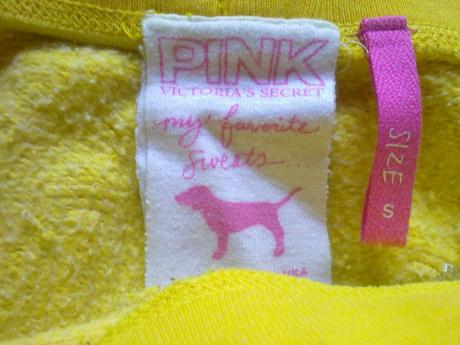 PINK
VICTORIA'S SECRET
my favorite
sweats...
SIZE S